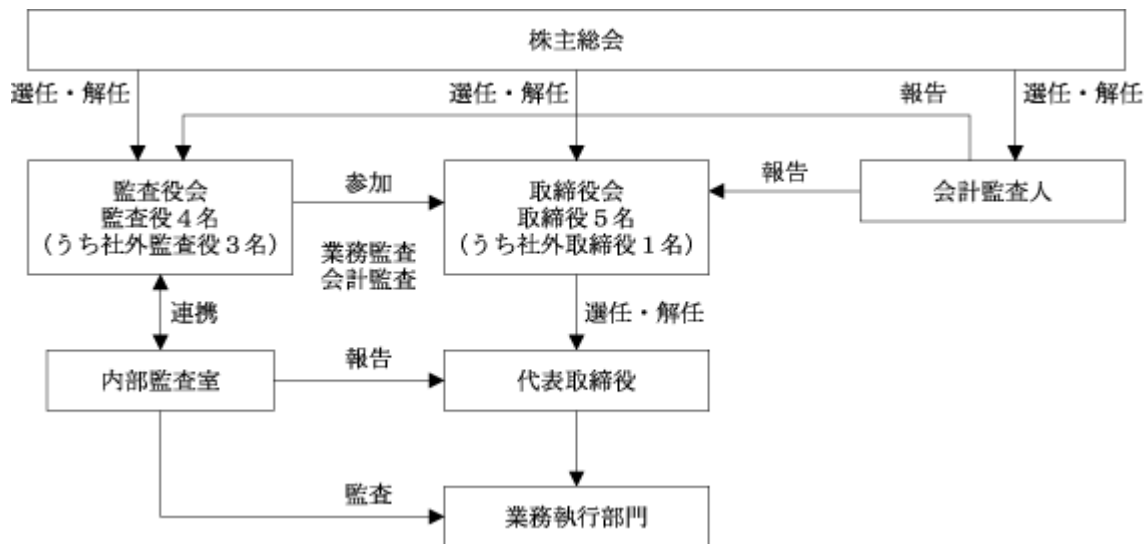 株主総会
選任・解任
選任・解任
報告
選任・解任
監査役会
監査役4名
(うち社外監査役3名)
参加
業務監査
会計監査
取締役会
取締役5名
(うち社外取締役1名)
報告
会計監査人
連携
選任・解任
内部監査室
報告
代表取締役
監査
業務執行部門